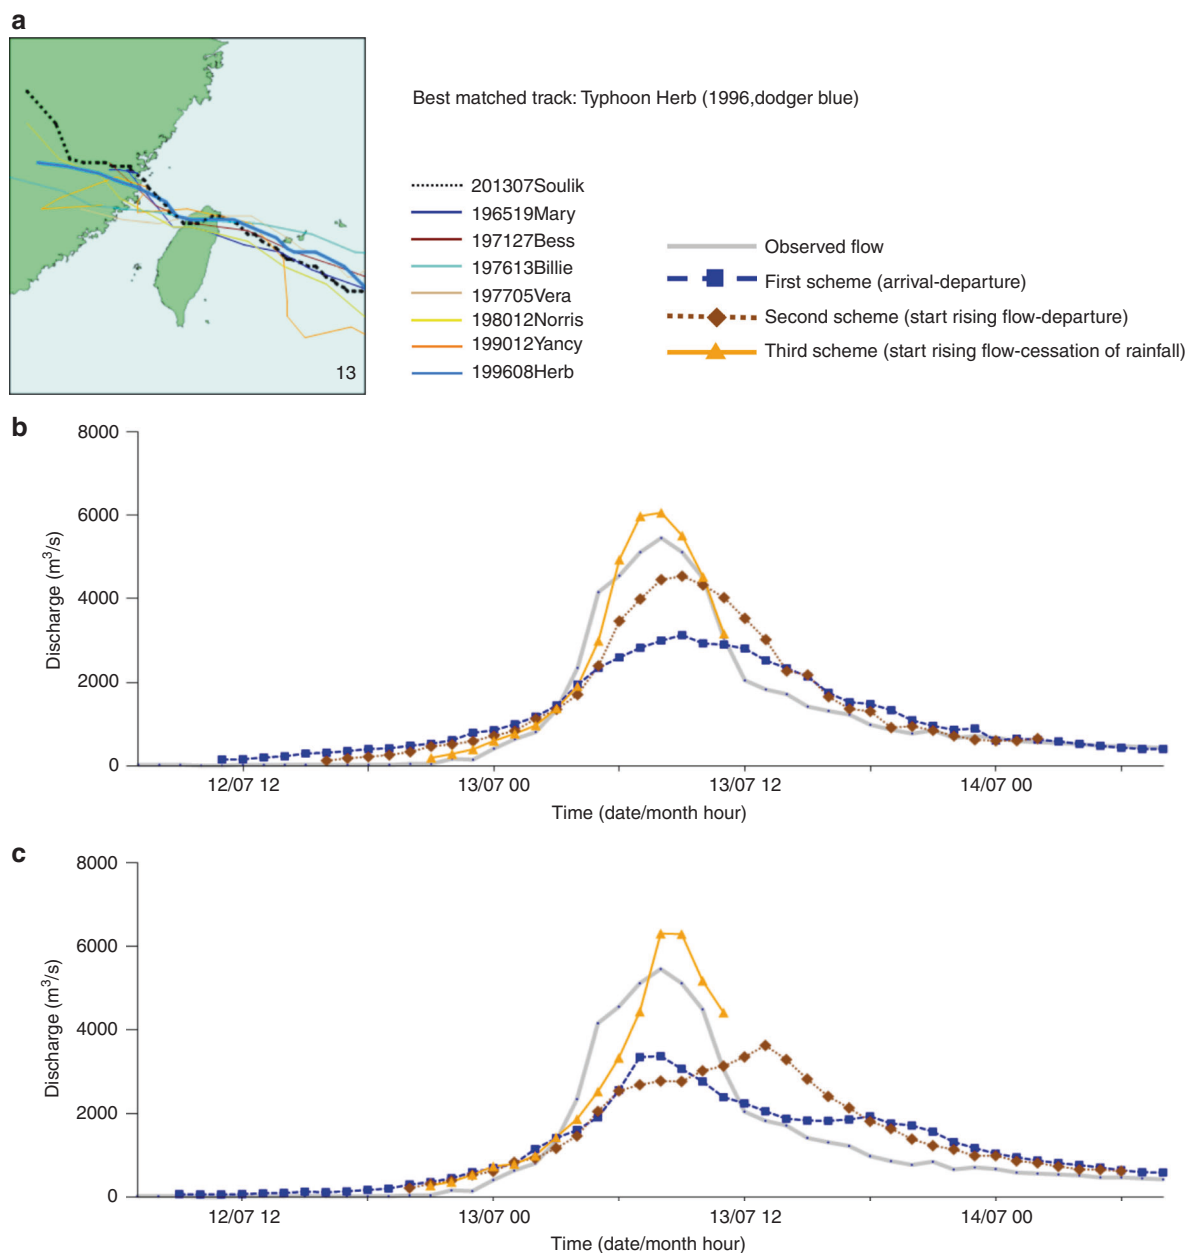 a
Best matched track: Typhoon Herb (1996,dodger blue)
13
201307Soulik
196519Mary
197127Bess
197613Billie
197705Vera
198012Norris
199012Yancy
199608Herb
Observed flow
First scheme (arrival-departure)
Second scheme (start rising flow-departure)
Third scheme (start rising flow-cessation of rainfall)
b
8000
6000
4000
2000
0
Discharge (m³/s)
12/07 12
13/07 00
13/07 12
14/07 00
Time (date/month hour)
c
8000
6000
4000
2000
0
Discharge (m³/s)
12/07 12
13/07 00
13/07 12
14/07 00
Time (date/month hour)